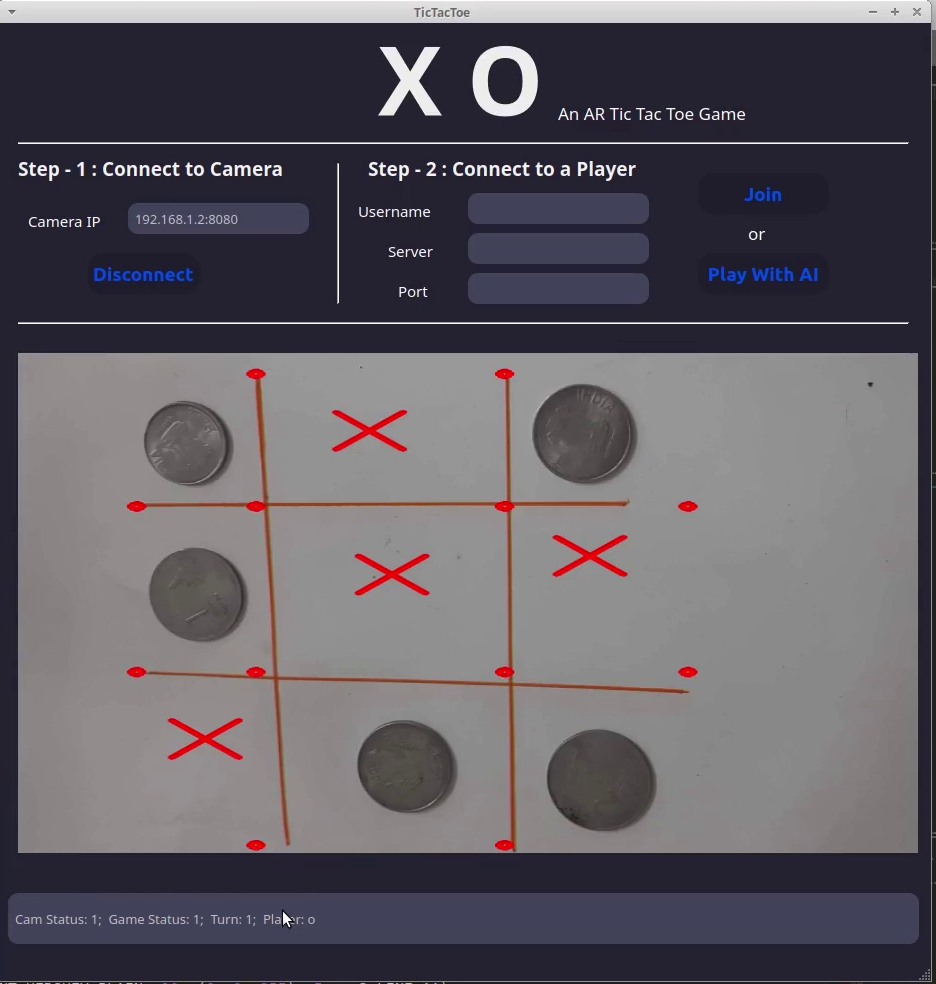 TicTacToe
X O An AR Tic Tac Toe Game
Step - 1 : Connect to Camera
Camera IP 192.168.1.2:8080
Disconnect
Step - 2 : Connect to a Player
Username
Server
Port
Join
or
Play With AI
INDIA
1
Cam Status: 1; Game Status: 1; Turn: 1; Player: o